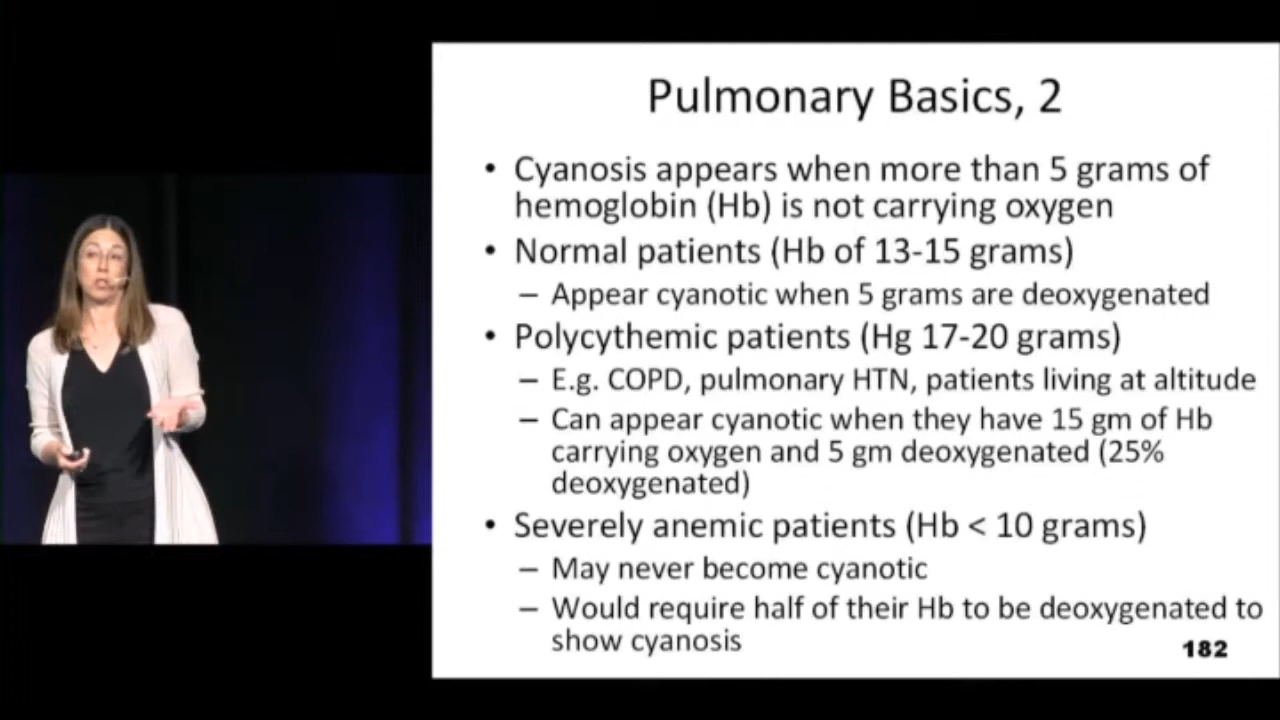 Pulmonary Basics, 2
• Cyanosis appears when more than 5 grams of
hemoglobin (Hb) is not carrying oxygen
• Normal patients (Hb of 13-15 grams)
– Appear cyanotic when 5 grams are deoxygenated
• Polycythemic patients (Hg 17-20 grams)
– E.g. COPD, pulmonary HTN, patients living at altitude
– Can appear cyanotic when they have 15 gm of Hb
carrying oxygen and 5 gm deoxygenated (25%
deoxygenated)
• Severely anemic patients (Hb < 10 grams)
– May never become cyanotic
– Would require half of their Hb to be deoxygenated to
show cyanosis
182